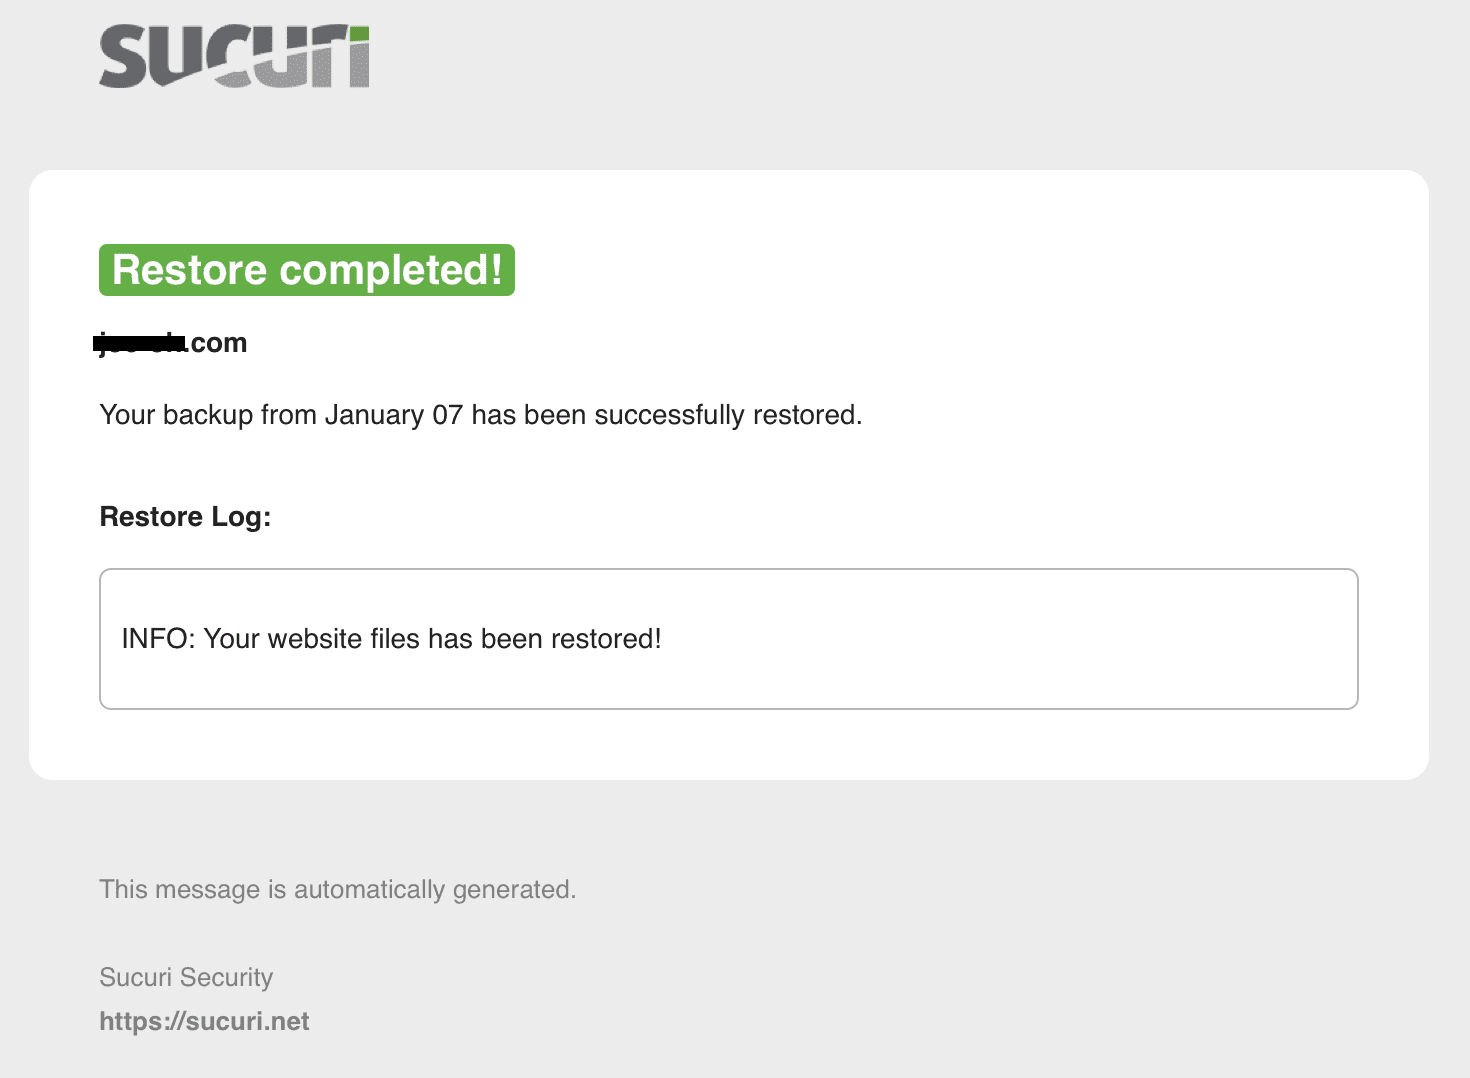 sucuri
Restore completed!
.com
Your backup from January 07 has been successfully restored.
Restore Log:
INFO: Your website files has been restored!
This message is automatically generated.
Sucuri Security
https://sucuri.net